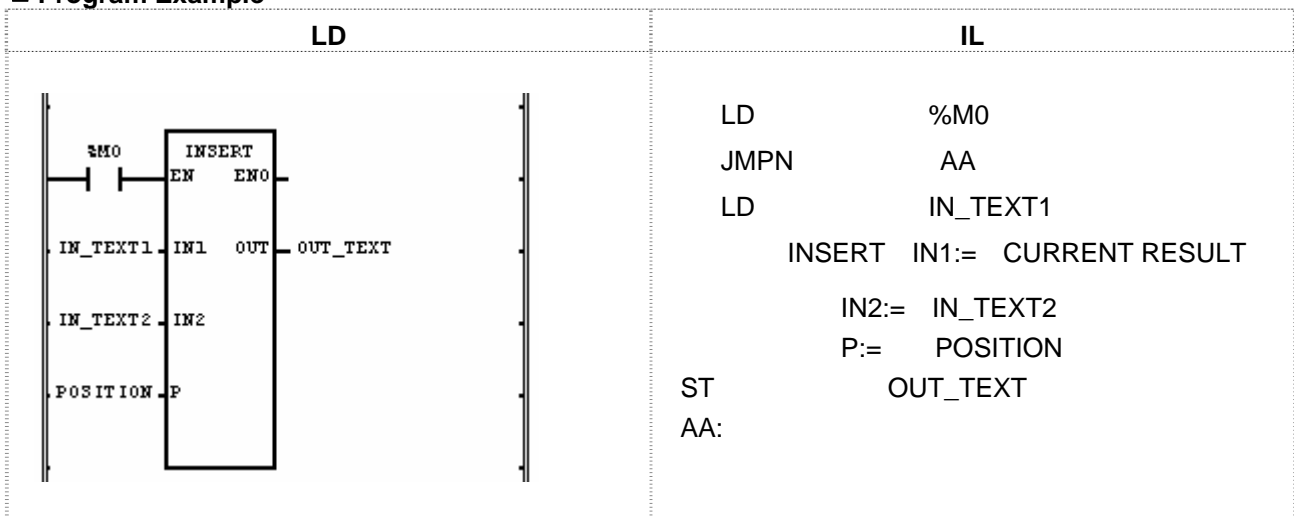 ■ Program Example
LD
IL
%M0
INSERT
EN ENO
IN_TEXT1 IN1 OUT OUT_TEXT
IN_TEXT2 IN2
POSITION P
LD %M0
JMPN AA
LD IN_TEXT1
INSERT IN1:= CURRENT RESULT
IN2:= IN_TEXT2
P:= POSITION
ST OUT_TEXT
AA: